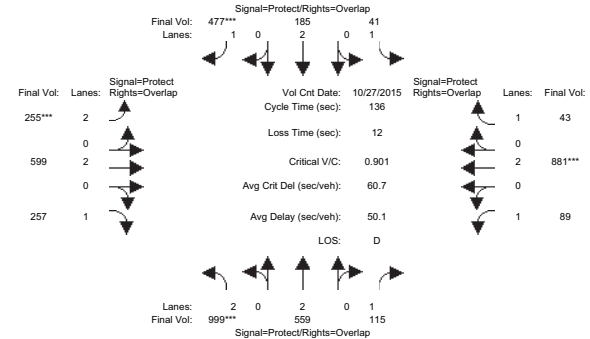 Signal=Protect/Rights=Overlap
Final Vol: 477*** 185 41
Lanes: 1 0 2 0 1
Signal=Protect Signal=Protect
Final Vol: Lanes: Rights=Overlap Vol Cnt Date: 10/27/2015 Rights=Overlap Lanes: Final Vol:
Cycle Time (sec): 136
255*** 2 1 43
Loss Time (sec): 12
0 0
599 2 Critical V/C: 0.901 2 881***
0 Avg Crit Del (sec/veh): 60.7 0
257 1 Avg Delay (sec/veh): 50.1 1 89
LOS: D
Lanes: 2 0 2 0 1
Final Vol: 999*** 559 115
Signal=Protect/Rights=Overlap